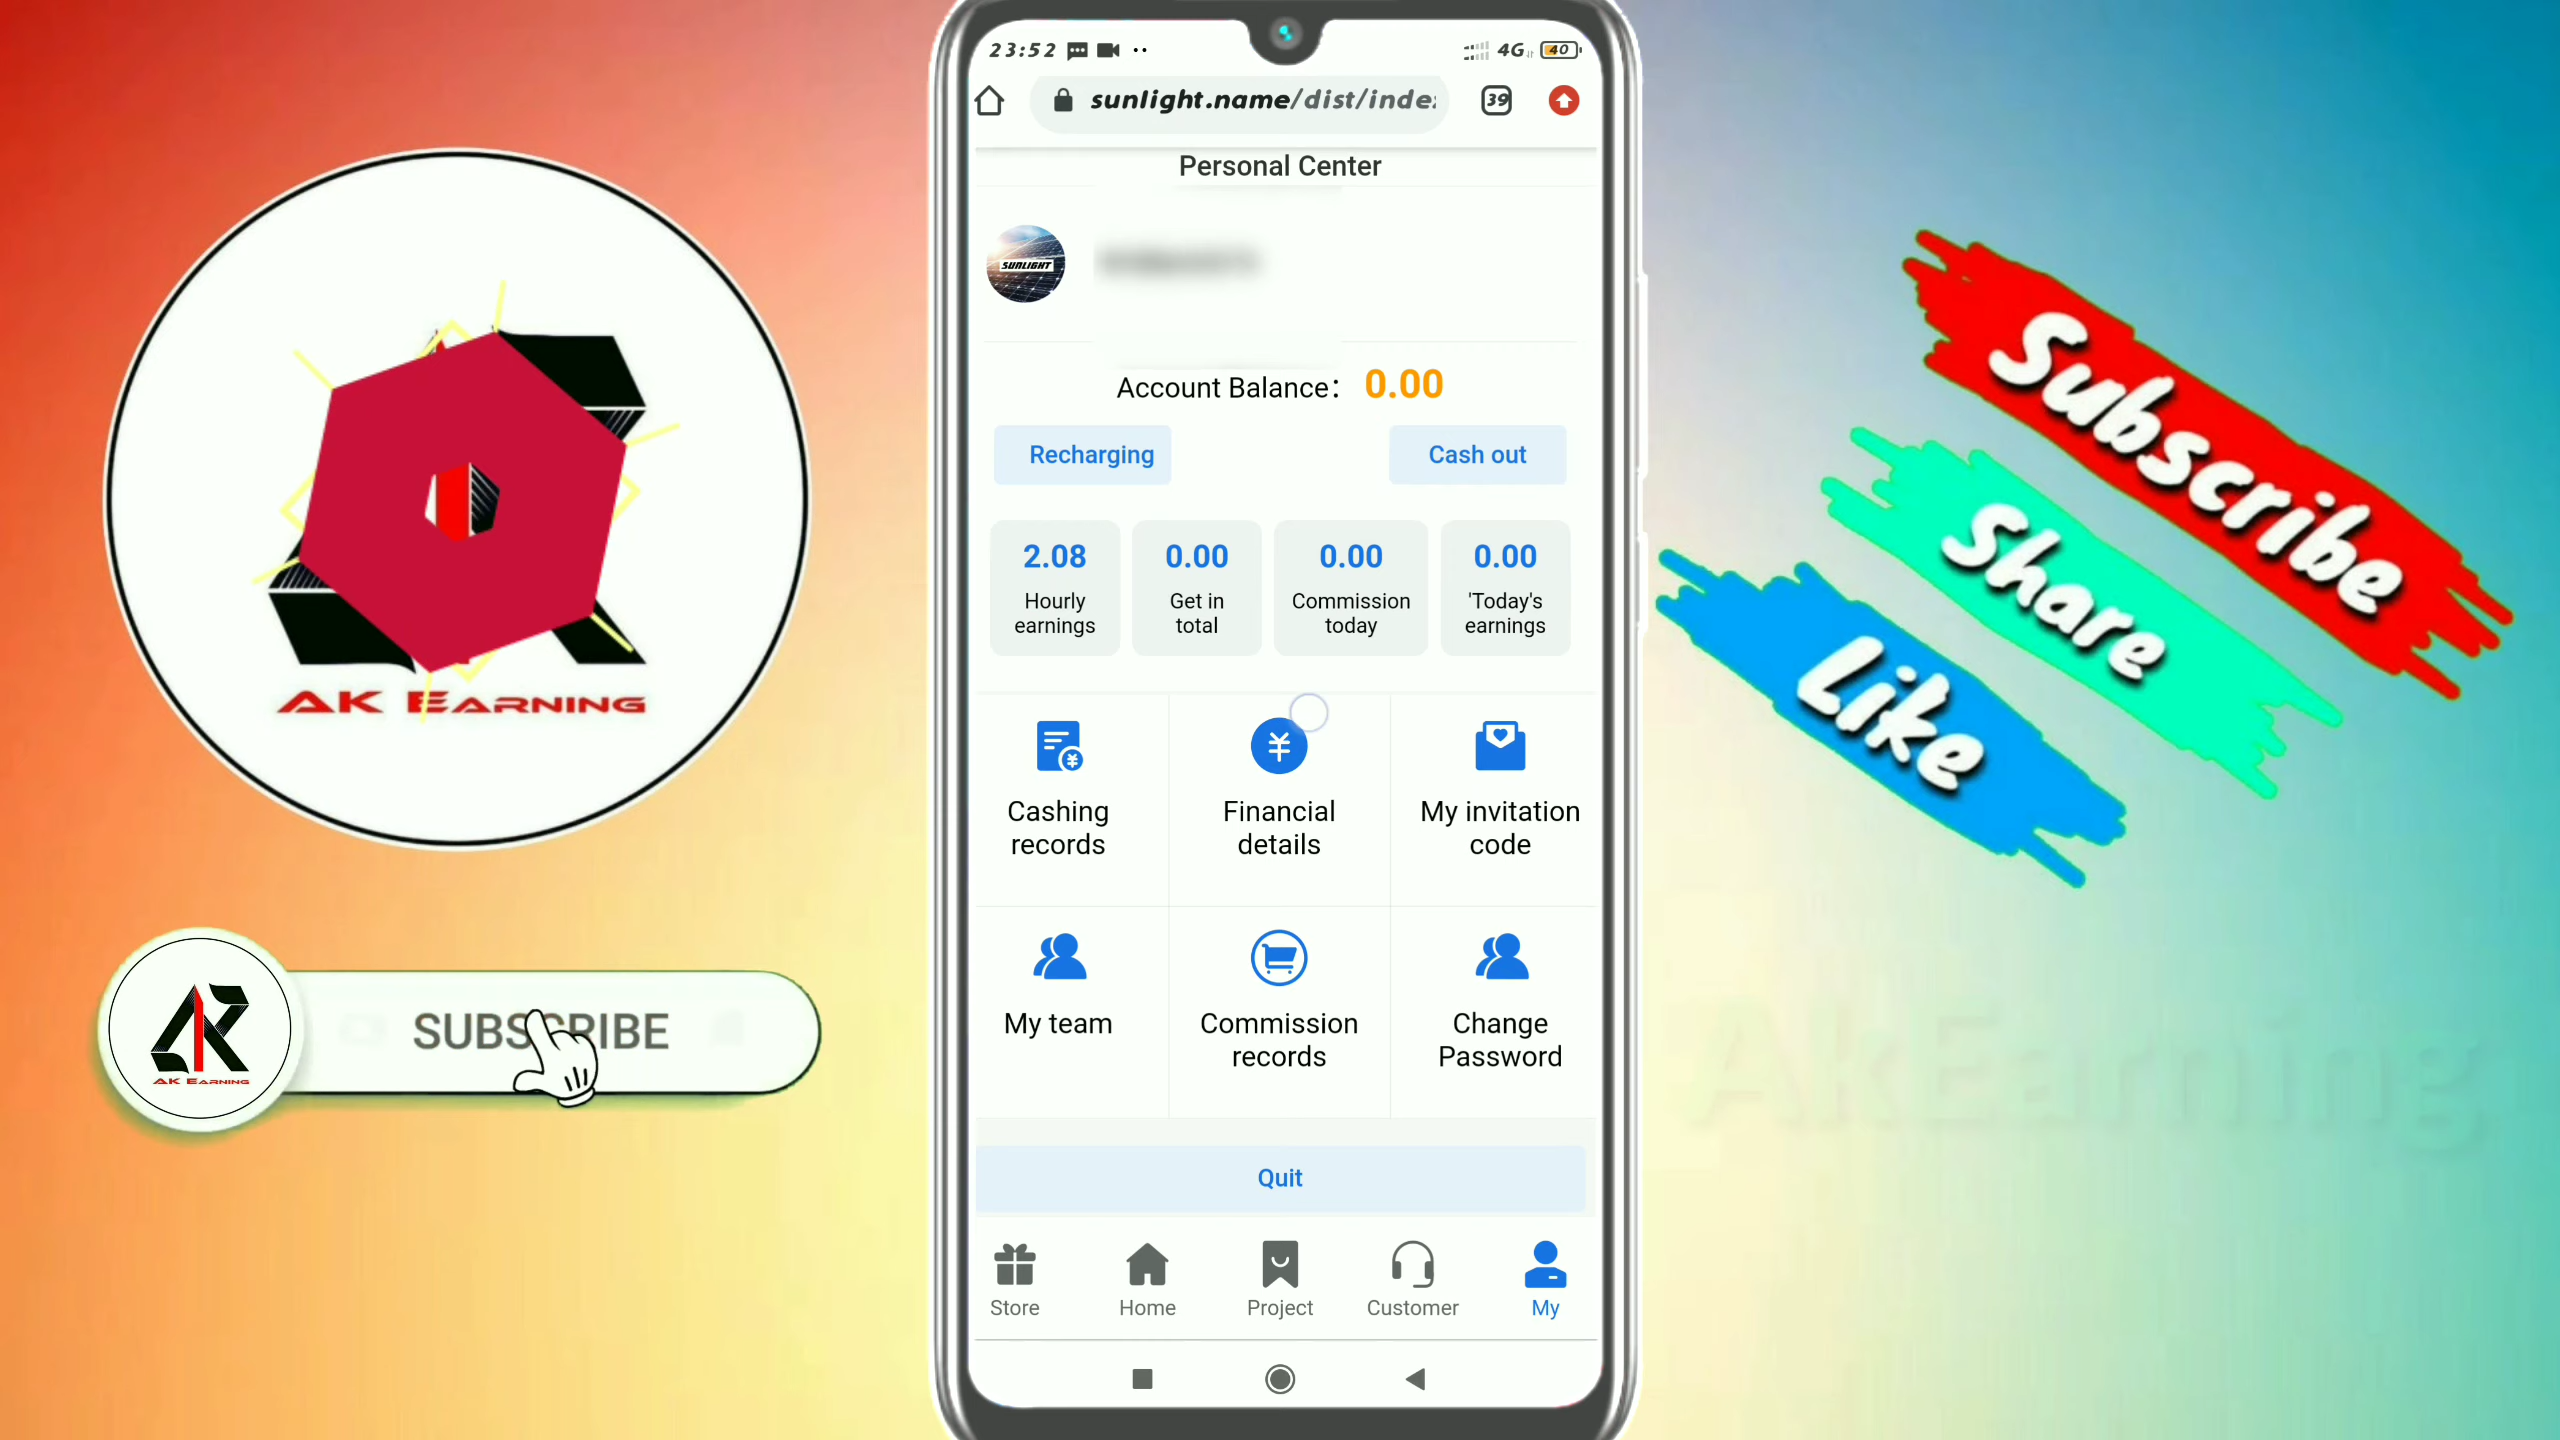 23:52
4G
40
sunlight.name/dist/inde
39
Personal Center
SUNLIGHT
Account Balance: 0.00
Recharging
Cash out
2.08
Hourly
earnings
0.00
Get in
total
0.00
Commission
today
0.00
'Today's
earnings
Cashing
records
Financial
details
My invitation
code
My team
Commission
records
Change
Password
Quit
Store
Home
Project
Customer
My
AK EARNING
AK EARNING
SUBSCRIBE
Subscribe
Share
Like
AkEarning